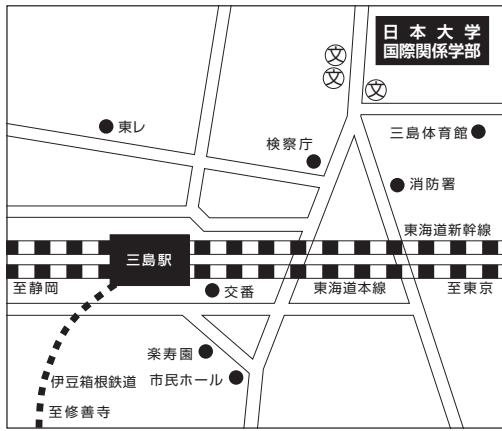 日本大学
国際関係学部
文
文
文
東レ
三島体育館
検察庁
消防署
東海道新幹線
三島駅
至静岡
交番
東海道本線
至東京
楽寿園
伊豆箱根鉄道
市民ホール
至修善寺